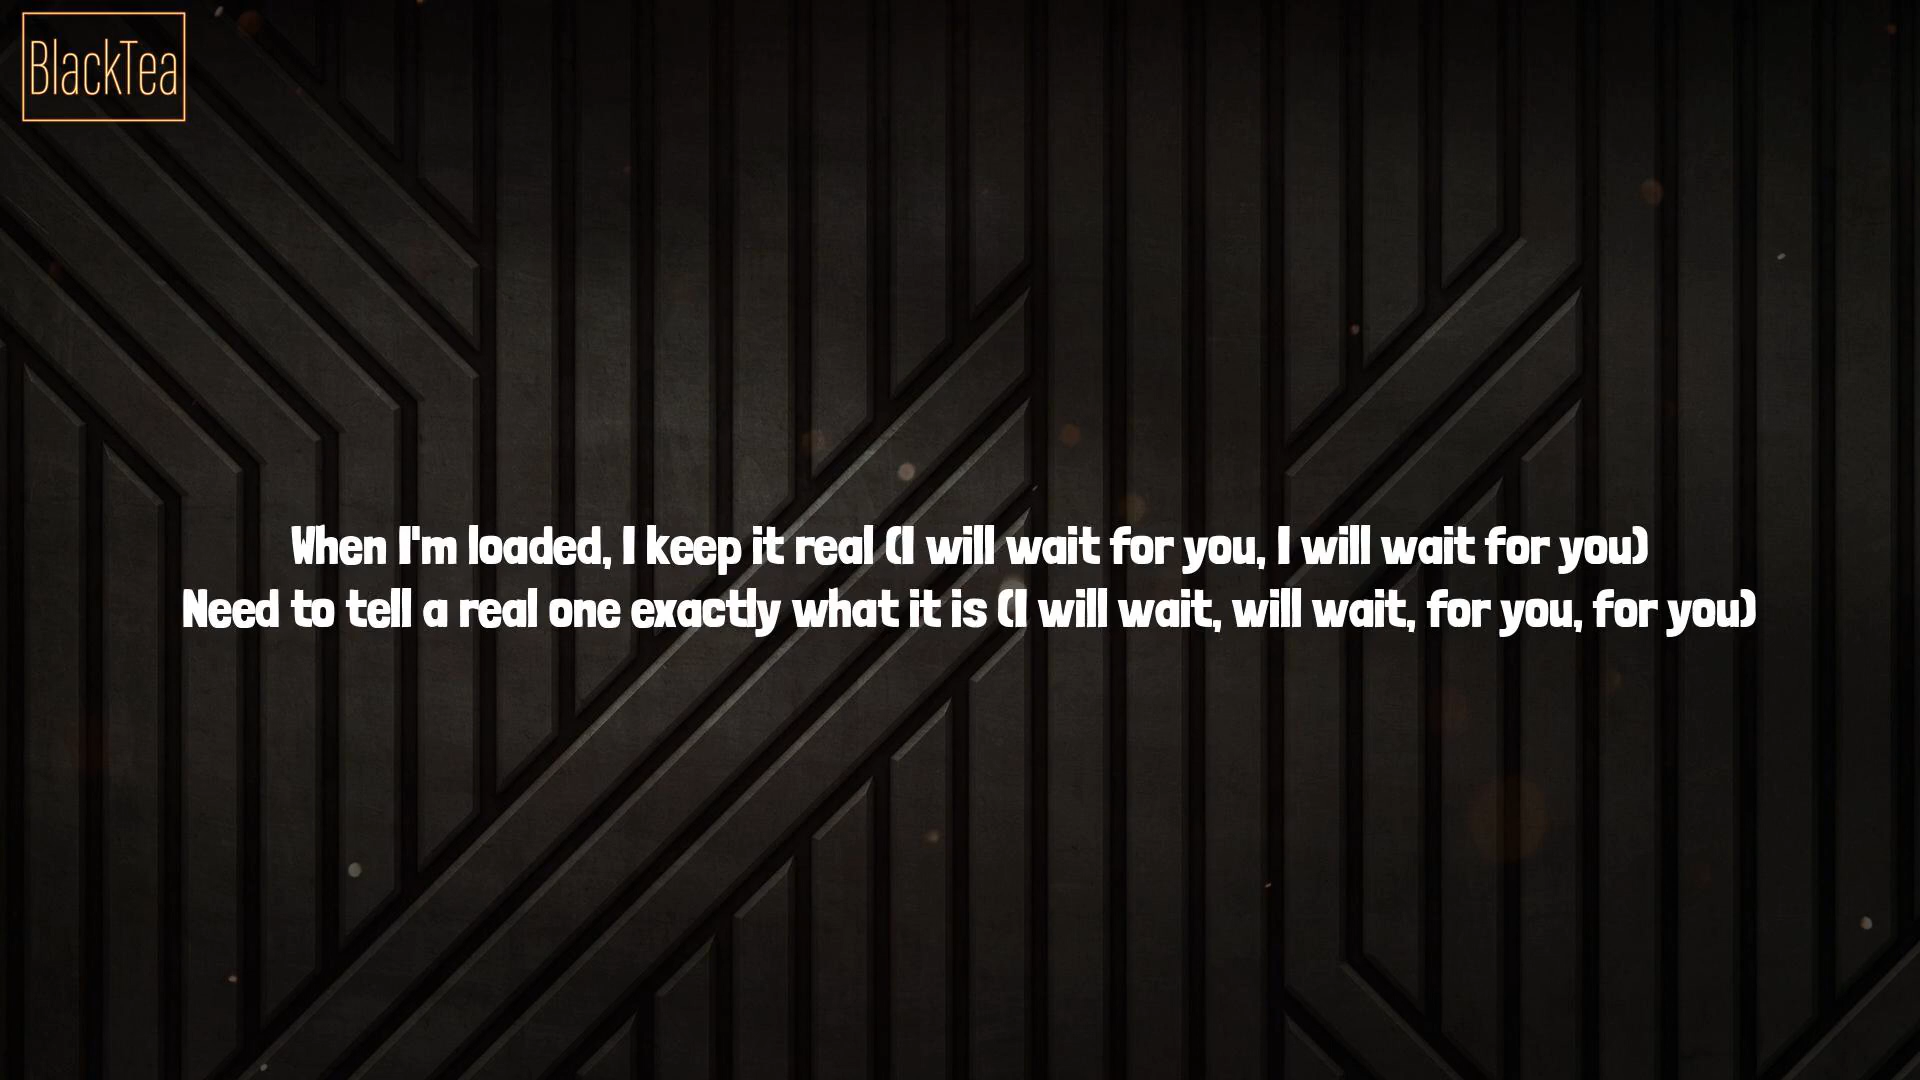 BlackTea
When I'm loaded, I keep it real (I will wait for you, I will wait for you)
Need to tell a real one exactly what it is (I will wait, will wait, for you, for you)